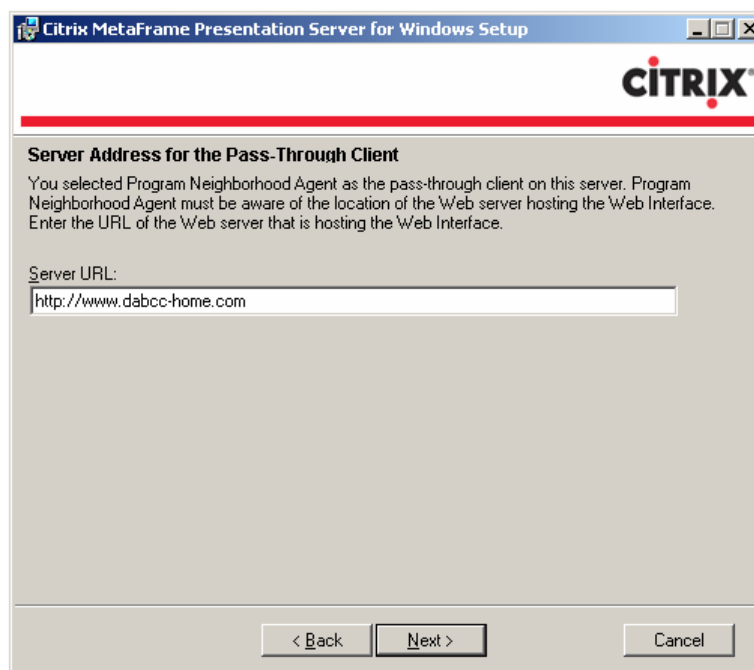 Citrix MetaFrame Presentation Server for Windows Setup
CİTRIX®
Server Address for the Pass-Through Client
You selected Program Neighborhood Agent as the pass-through client on this server. Program
Neighborhood Agent must be aware of the location of the Web server hosting the Web Interface.
Enter the URL of the Web server that is hosting the Web Interface.
Server URL:
http://www.dabcc-home.com
< Back Next > Cancel